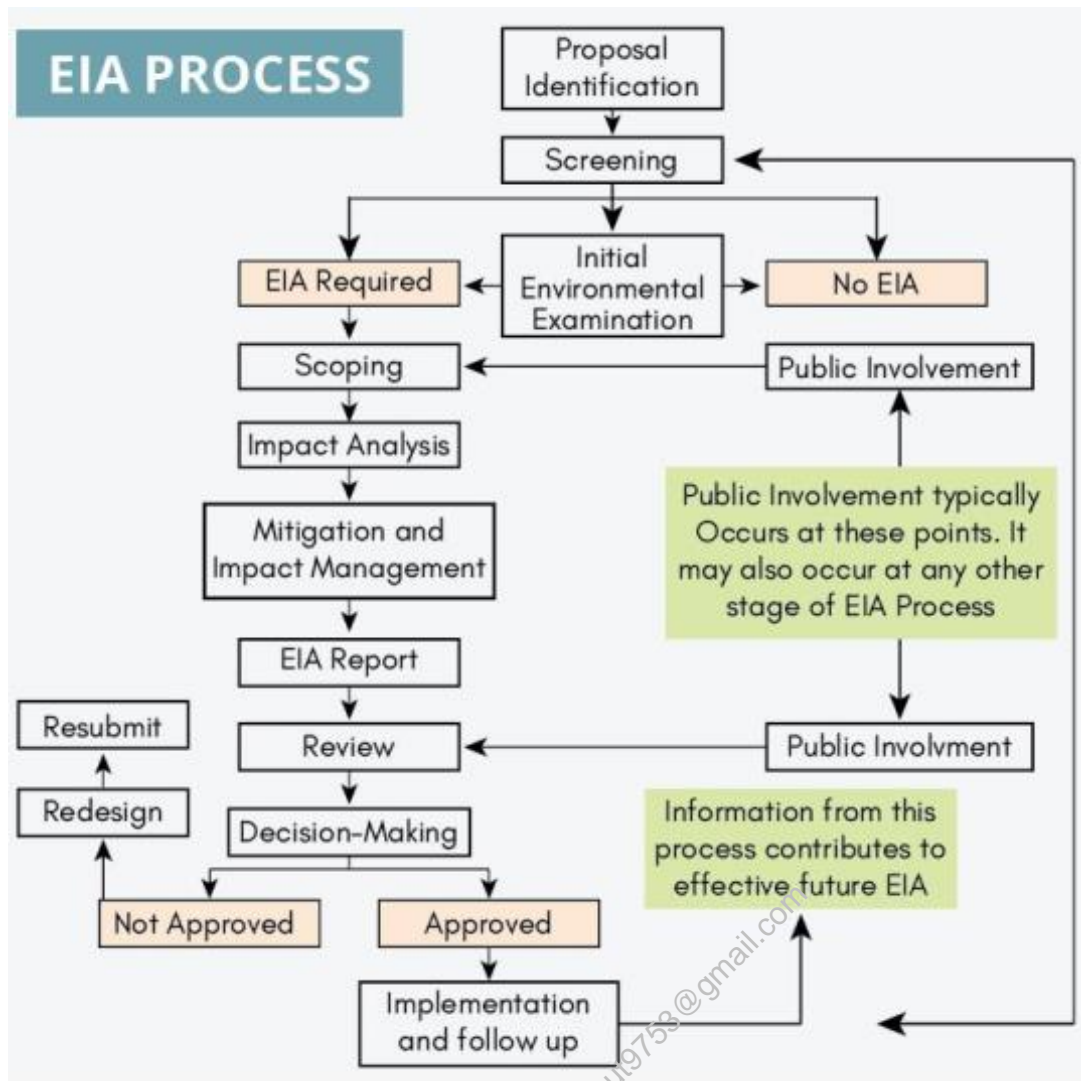 EIA PROCESS
Proposal
Identification
Screening
EIA Required
Initial
Environmental
Examination
No EIA
Scoping
Public Involvement
Impact Analysis
Public Involvement typically
Occurs at these points. It
may also occur at any other
stage of EIA Process
Mitigation and
Impact Management
EIA Report
Resubmit
Review
Public Involvment
Redesign
Decision-Making
Information from this
process contributes to
effective future EIA
Not Approved
Approved
Implementation
and follow up
9753@gmail.com